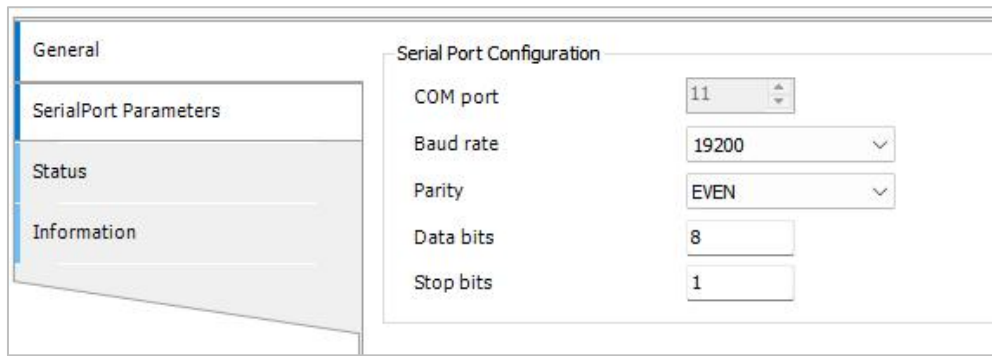 General
SerialPort Parameters
Status
Information
Serial Port Configuration
COM port 11
Baud rate 19200
Parity EVEN
Data bits 8
Stop bits 1